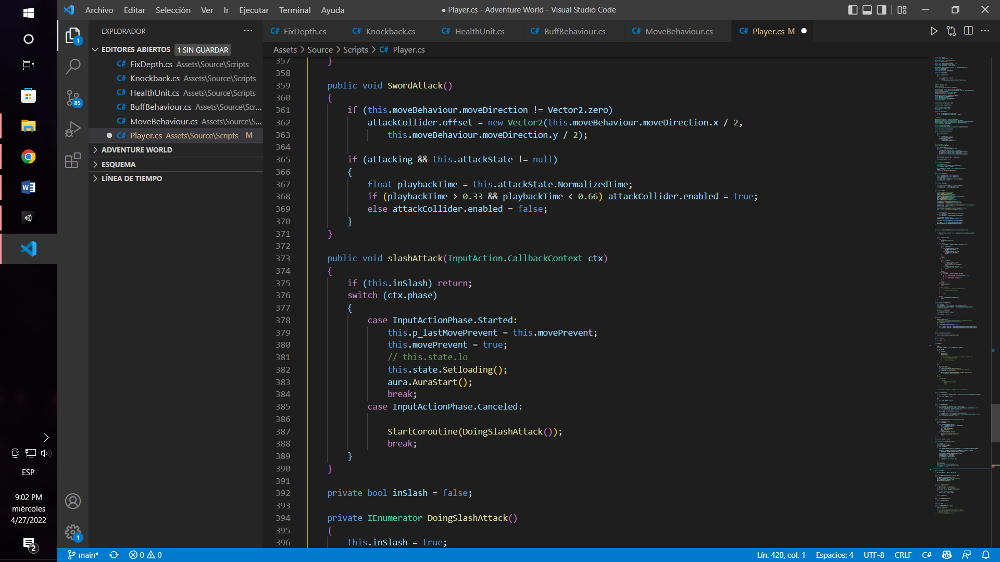 Archivo Editar Selección Ver Ir Ejecutar Terminal Ayuda
● Player.cs - Adventure World - Visual Studio Code
EXPLORADOR
EDITORES ABIERTOS 1 SIN GUARDAR
C# FixDepth.cs Assets\Source\Scripts
C# Knockback.cs Assets\Source\Scripts
C# HealthUnit.cs Assets\Source\Scripts
C# BuffBehaviour.cs Assets\Source\Scr...
C# MoveBehaviour.cs Assets\Source\S...
● C# Player.cs Assets\Source\Scripts M
ADVENTURE WORLD
ESQUEMA
LÍNEA DE TIEMPO
1
85
1
C# FixDepth.cs C# Knockback.cs C# HealthUnit.cs C# BuffBehaviour.cs C# MoveBehaviour.cs C# Player.cs M ●
Assets > Source > Scripts > C# Player.cs
357 }
358
359 public void SwordAttack()
360 {
361 if (this.moveBehaviour.moveDirection != Vector2.zero)
362 attackCollider.offset = new Vector2(this.moveBehaviour.moveDirection.x / 2,
363 this.moveBehaviour.moveDirection.y / 2);
364
365 if (attacking && this.attackState != null)
366 {
367 float playbackTime = this.attackState.NormalizedTime;
368 if (playbackTime > 0.33 && playbackTime < 0.66) attackCollider.enabled = true;
369 else attackCollider.enabled = false;
370 }
371 }
372
373 public void slashAttack(InputAction.CallbackContext ctx)
374 {
375 if (this.inSlash) return;
376 switch (ctx.phase)
377 {
378 case InputActionPhase.Started:
379 this.p_lastMovePrevent = this.movePrevent;
380 this.movePrevent = true;
381 // this.state.lo
382 this.state.Setloading();
383 aura.AuraStart();
384 break;
385 case InputActionPhase.Canceled:
386
387 StartCoroutine(DoingSlashAttack());
388 break;
389 }
390 }
391
392 private bool inSlash = false;
393
394 private IEnumerator DoingSlashAttack()
395 {
396 this.inSlash = true;
ESP
9:02 PM
miércoles
4/27/2022
2
main* 0 0 Lín. 420, col. 1 Espacios: 4 UTF-8 CRLF C#